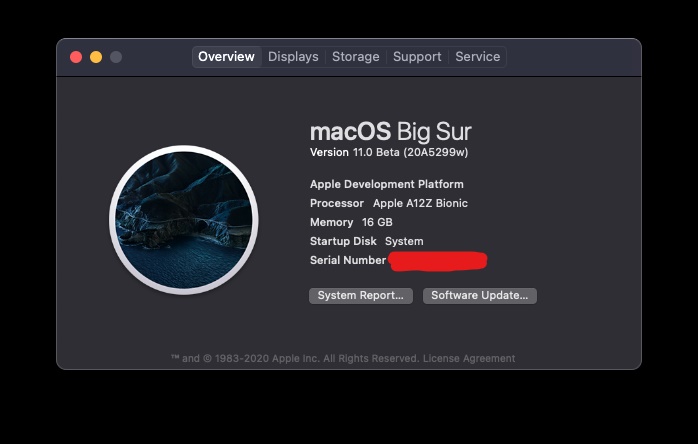 Overview Displays Storage Support Service
macOS Big Sur
Version 11.0 Beta (20A5299w)
Apple Development Platform
Processor Apple A12Z Bionic
Memory 16 GB
Startup Disk System
Serial Number
System Report... Software Update...
™ and © 1983-2020 Apple Inc. All Rights Reserved. License Agreement